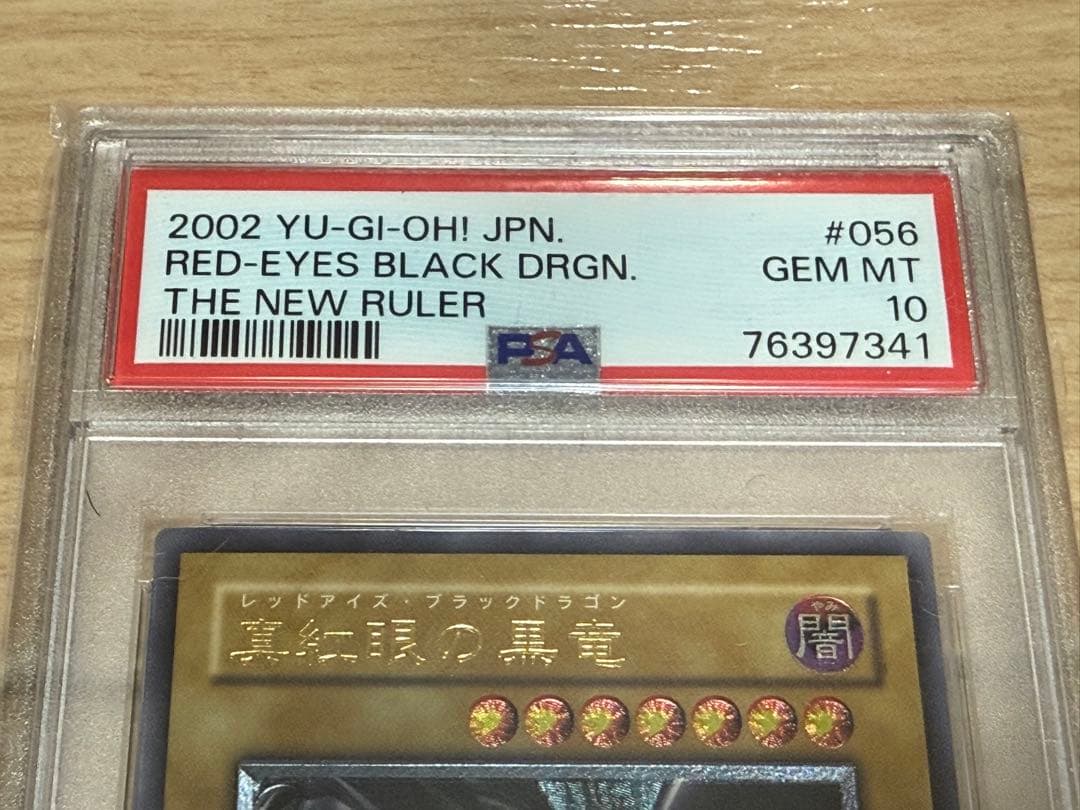 2002 YU-GI-OH! JPN. #056
RED-EYES BLACK DRGN. GEM MT
THE NEW RULER 10
PSA 76397341
レッドアイズ・ブラックドラゴン
真紅眼の黒竜
やみ
闇